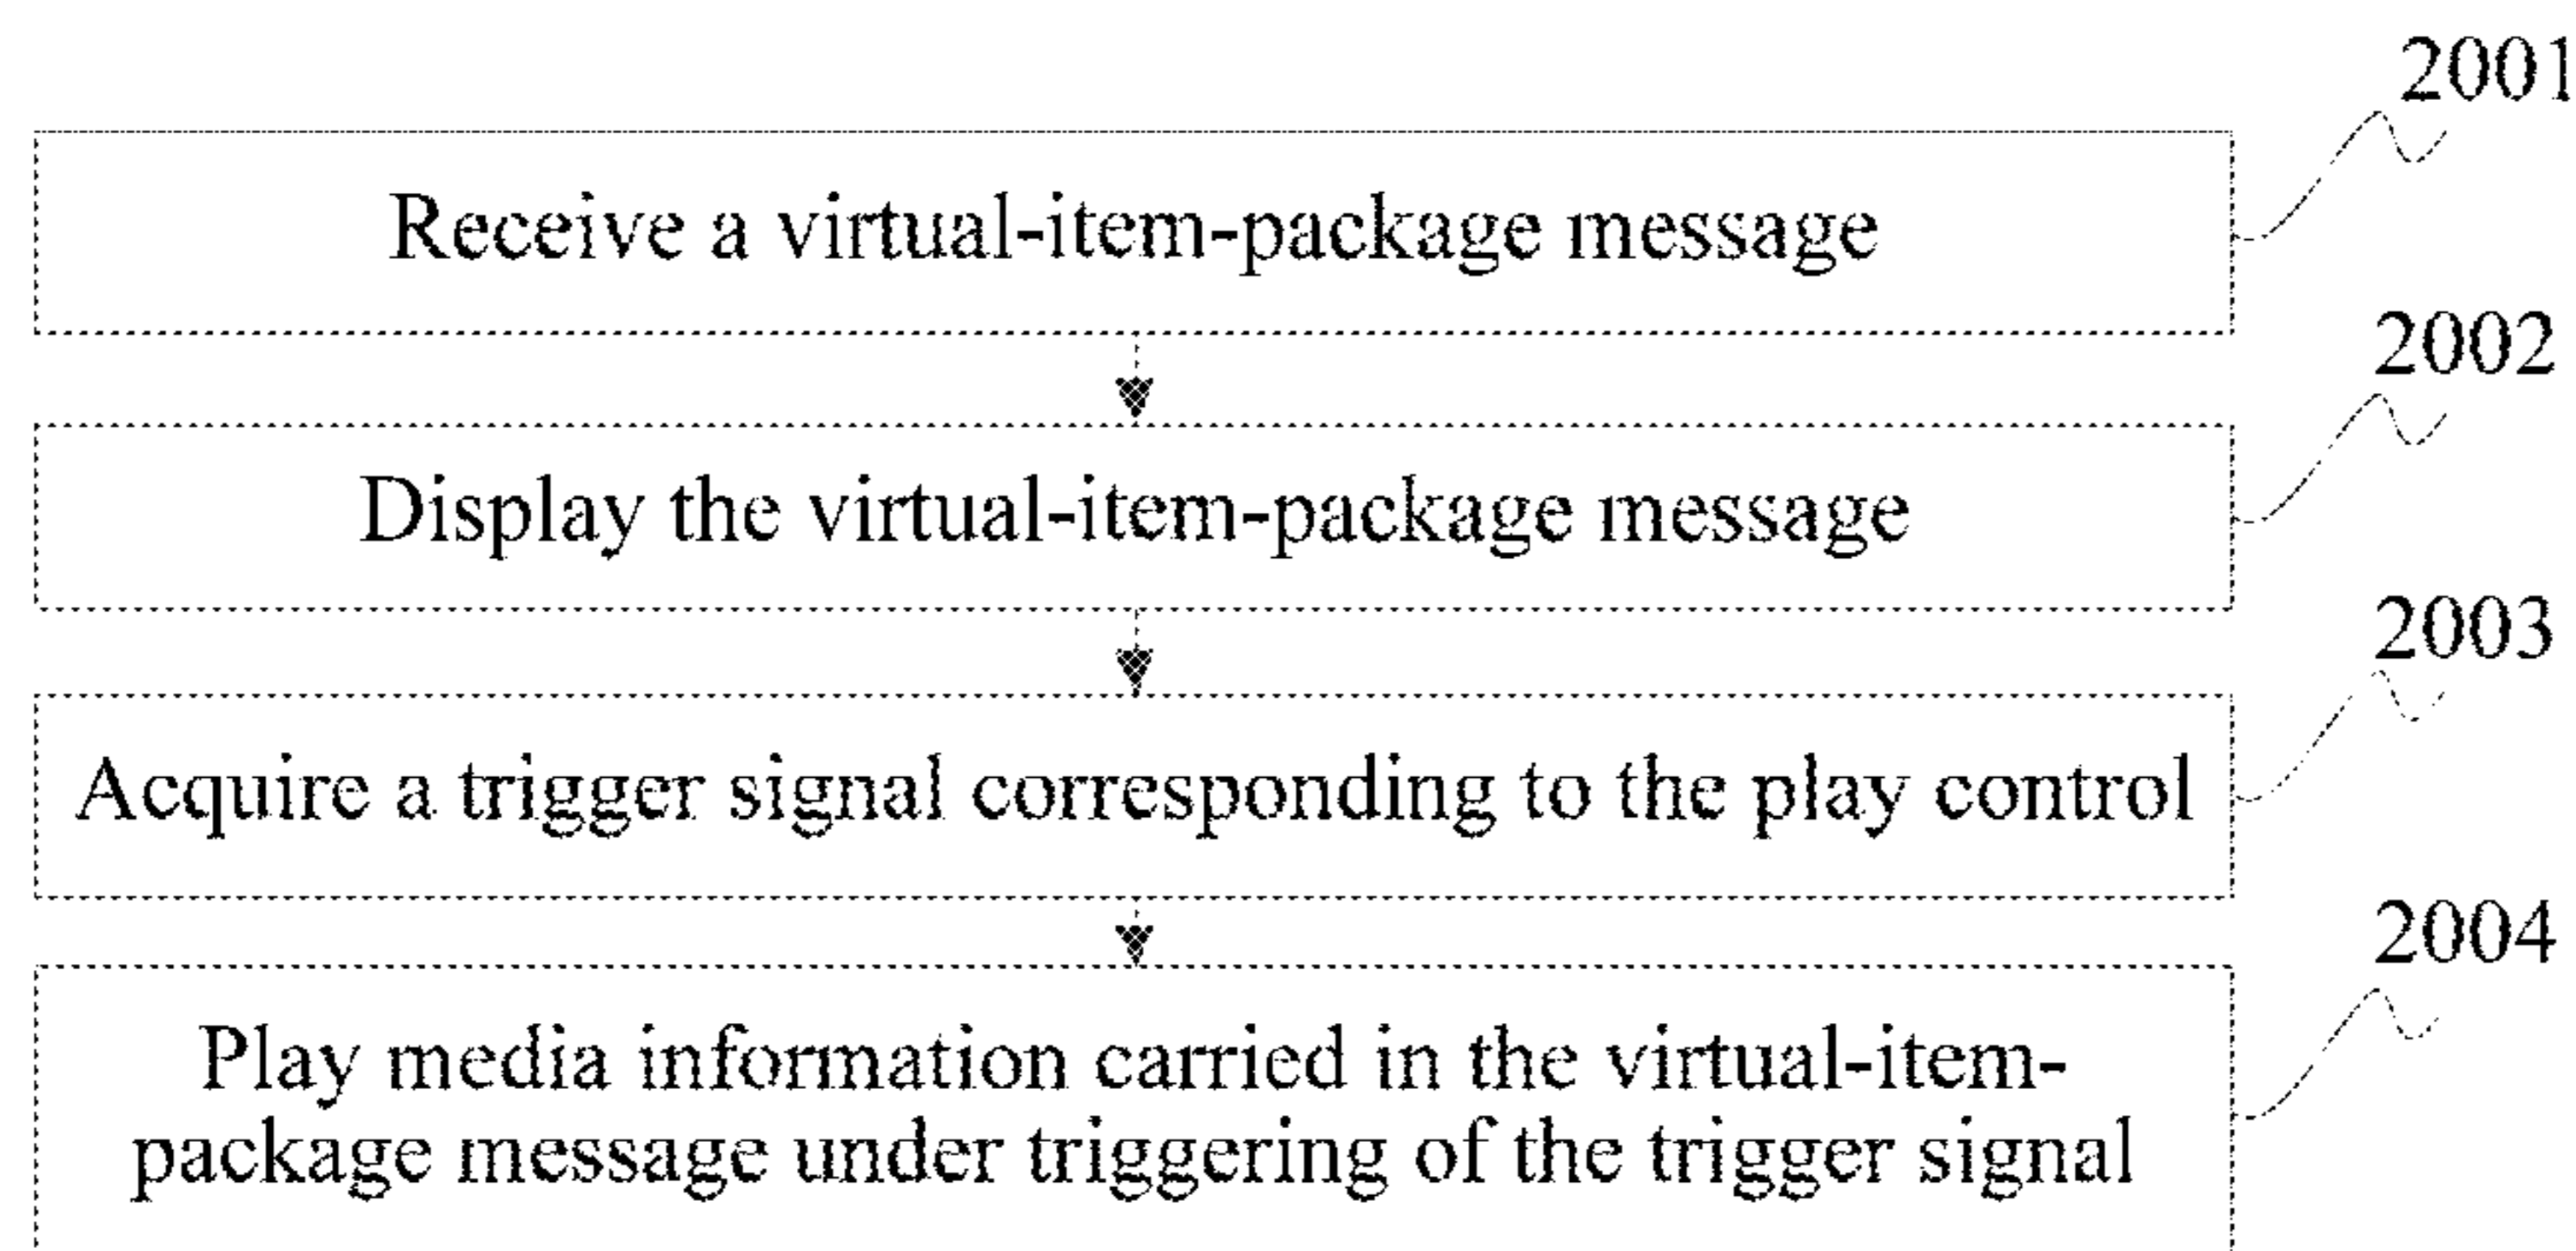 2001
Receive a virtual-item-package message
2002
Display the virtual-item-package message
2003
Acquire a trigger signal corresponding to the play control
2004
Play media information carried in the virtual-item-
package message under triggering of the trigger signal